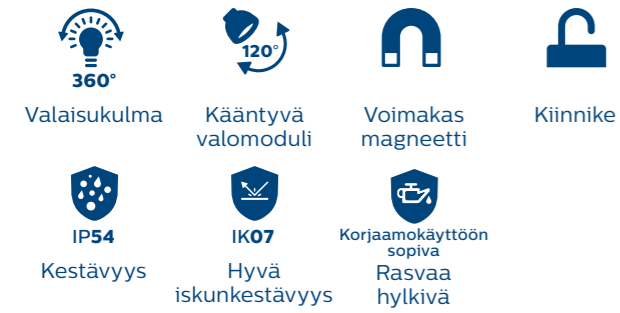 360°
120°
Valaisukulma
Kääntyvä
valomoduli
Voimakas
magneetti
Kiinnike
IP54
IK07
Korjaamokäyttöön
sopiva
Kestävyys
Hyvä
iskunkestävyys
Rasvaa
hylkivä